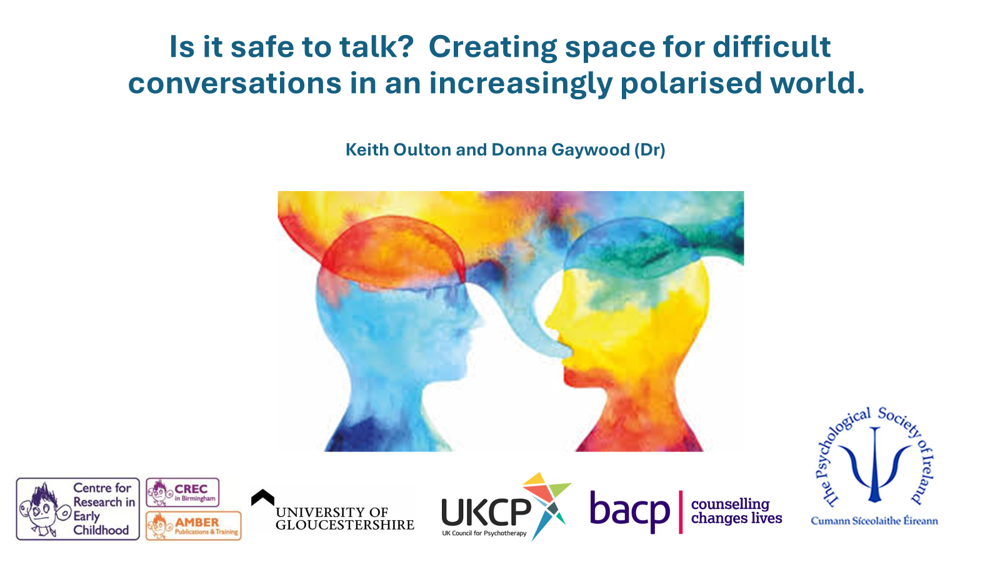 Is it safe to talk?  Creating space for difficult
conversations in an increasingly polarised world.
Keith Oulton and Donna Gaywood (Dr)
Centre for
Research in
Early
Childhood
CREC
in Birmingham
AMBER
Publications & Training
UNIVERSITY OF
GLOUCESTERSHIRE
UKCP
UK Council for Psychotherapy
bacp
counselling
changes lives
The Psychological Society of Ireland
Cumann Síceolaithe Éireann